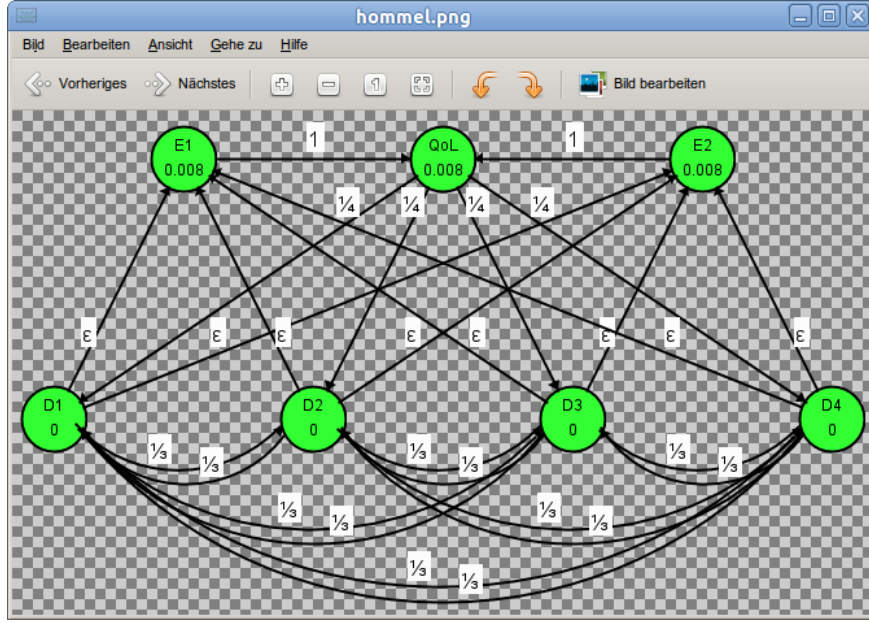 hommel.png
Bild Bearbeiten Ansicht Gehe zu Hilfe
Vorheriges Nächstes 1 Bild bearbeiten
E1 1 QoL 1 E2
0.008 0.008 0.008
¼ ¼ ¼ ¼
ε ε ε ε ε ε ε ε
D1 D2 D3 D4
0 0 0 0
⅓ ⅓ ⅓ ⅓ ⅓ ⅓
⅓ ⅓ ⅓ ⅓
⅓ ⅓